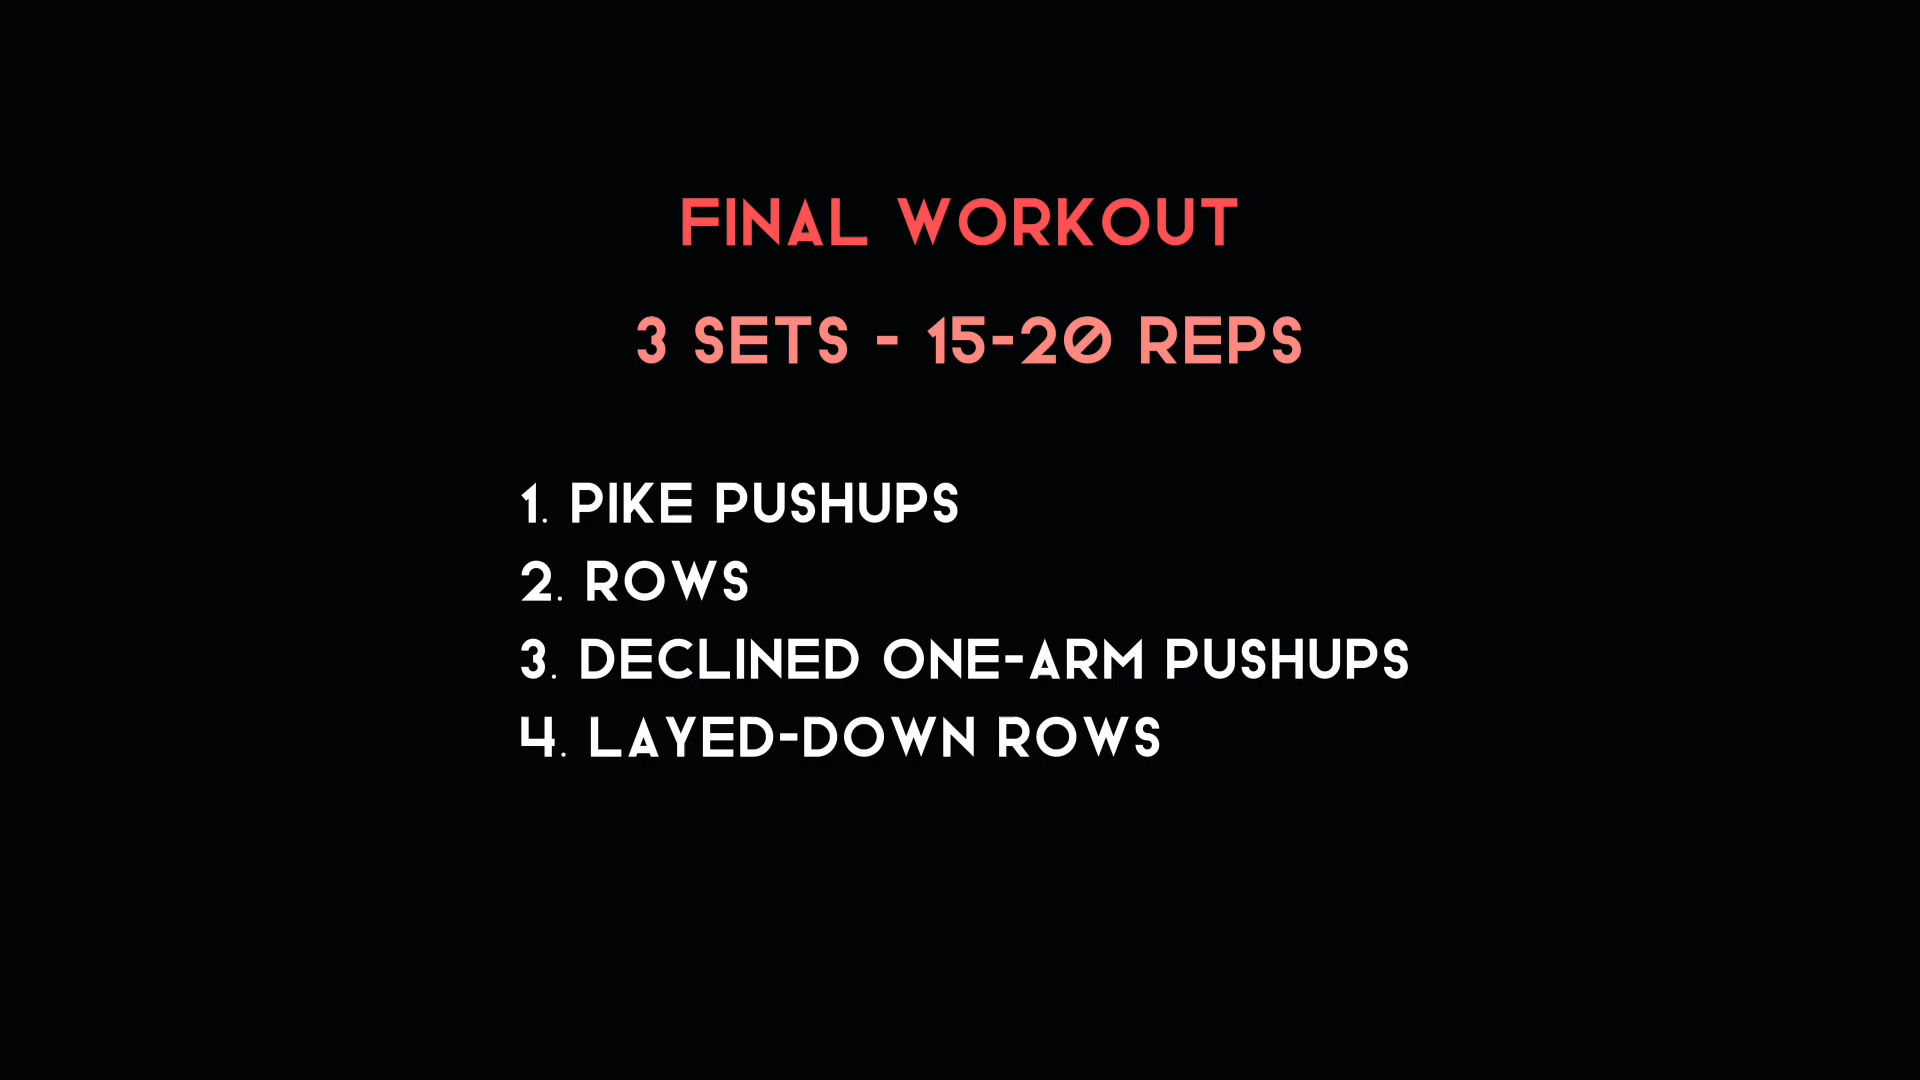 FINAL WORKOUT
3 SETS - 15-20 REPS
1. PIKE PUSHUPS
2. ROWS
3. DECLINED ONE-ARM PUSHUPS
4. LAYED-DOWN ROWS